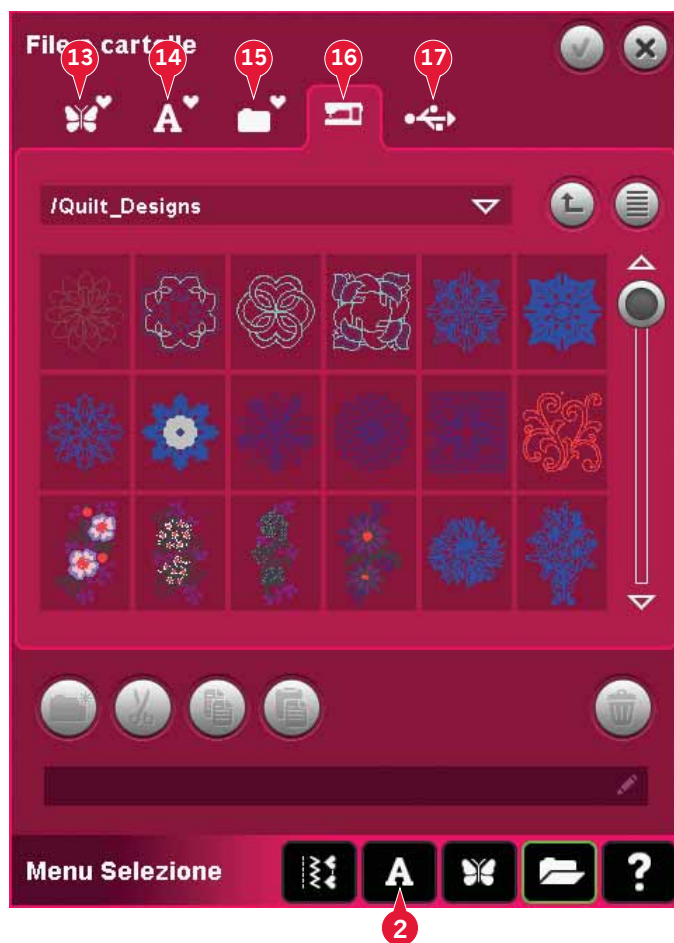 File e cartelle
13 14 15 16 17
A
/Quilt_Designs
Menu Selezione
A ?
2